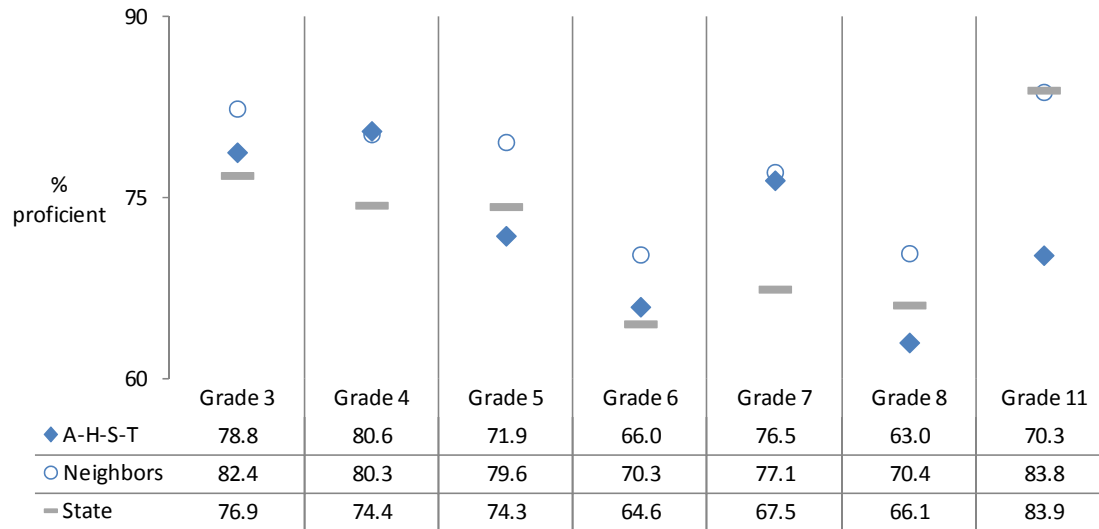 90
75
60
%
proficient
Grade 3 Grade 4 Grade 5 Grade 6 Grade 7 Grade 8 Grade 11
A-H-S-T 78.8 80.6 71.9 66.0 76.5 63.0 70.3
Neighbors 82.4 80.3 79.6 70.3 77.1 70.4 83.8
State 76.9 74.4 74.3 64.6 67.5 66.1 83.9